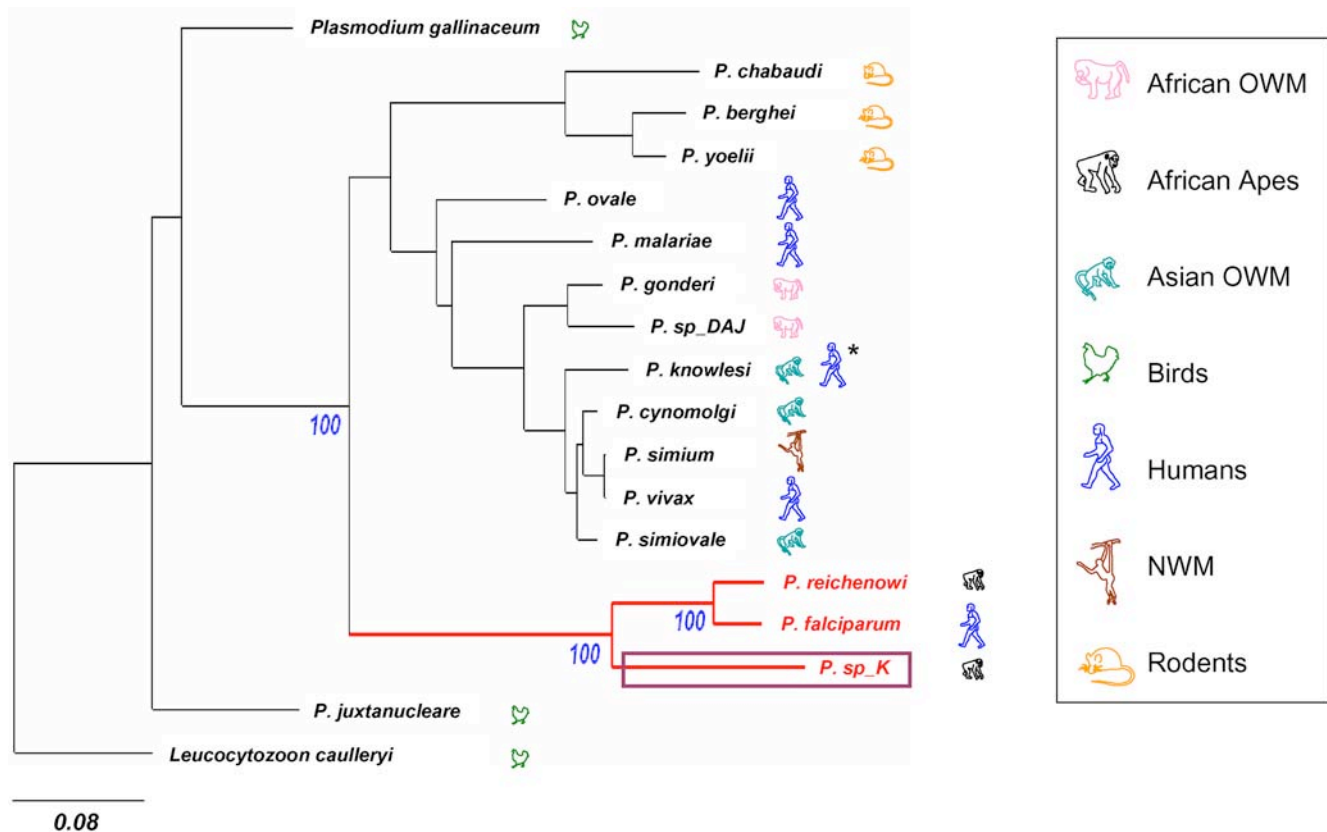 Plasmodium gallinaceum
P. chabaudi
P. berghei
P. yoelii
P. ovale
P. malariae
P. gonderi
P. sp_DAJ
P. knowlesi
*
P. cynomolgi
P. simium
P. vivax
P. simiovale
100
P. reichenowi
P. falciparum
100
100
P. sp_K
P. juxtanucleare
Leucocytozoon caulleryi
0.08
African OWM
African Apes
Asian OWM
Birds
Humans
NWM
Rodents